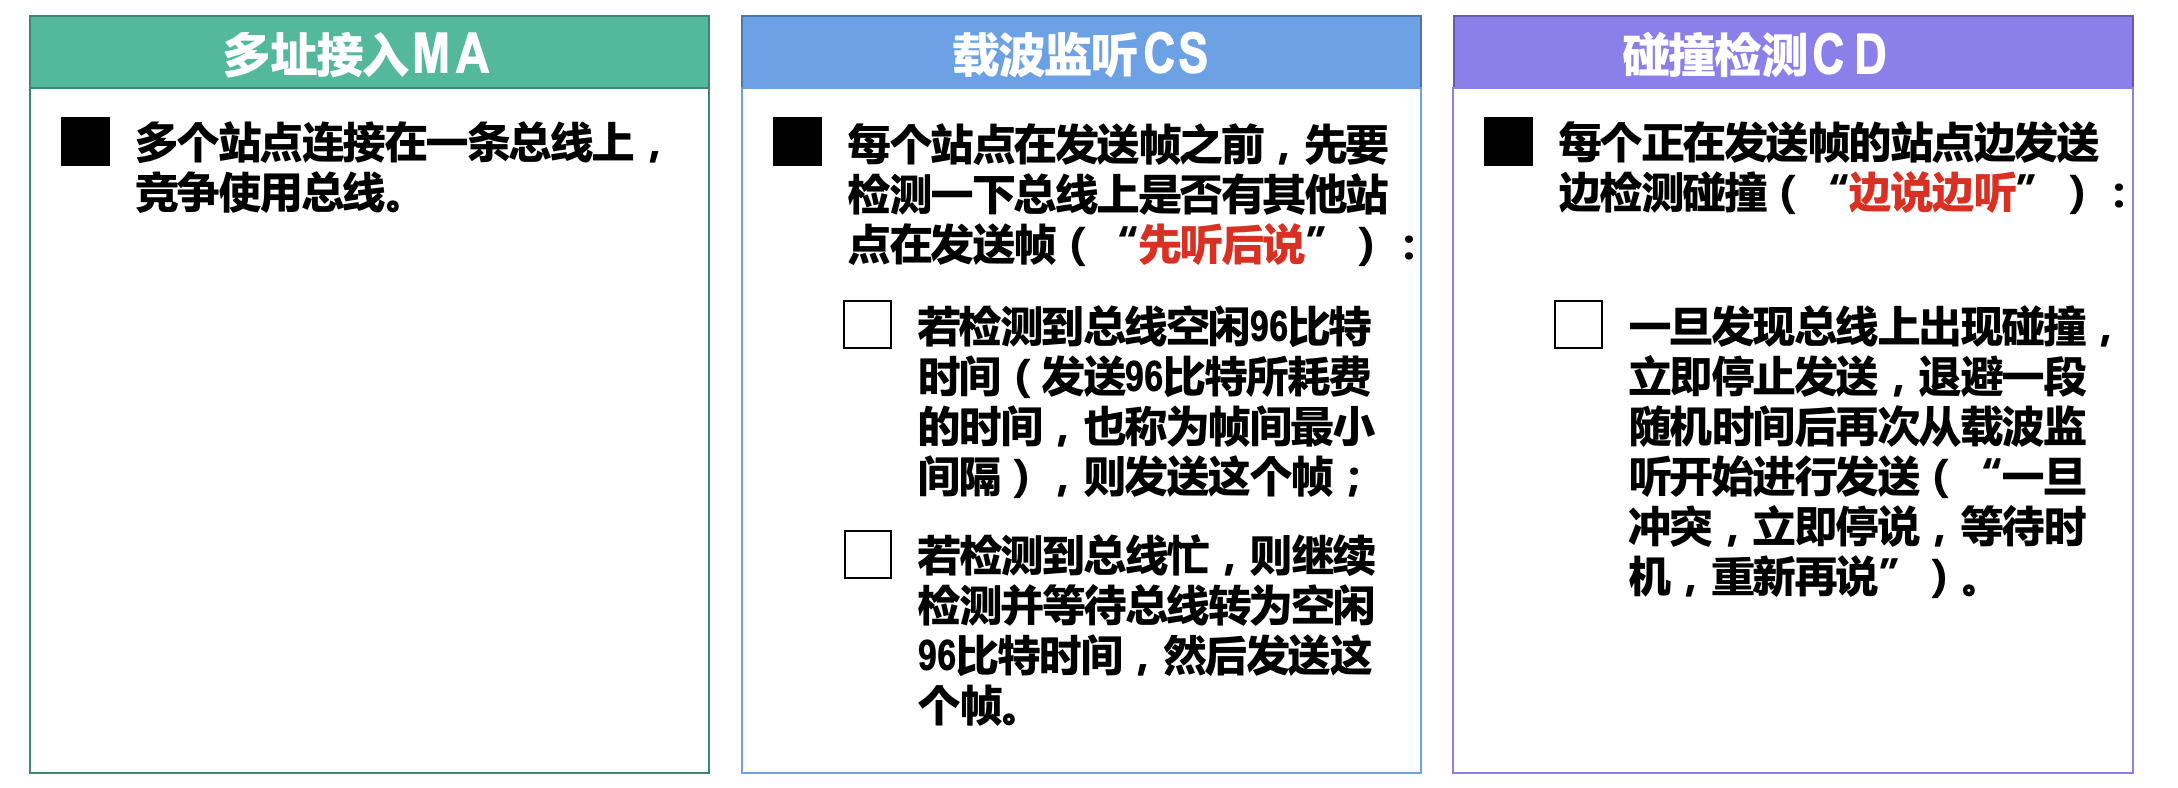 多址接入MA
多个站点连接在一条总线上，
竞争使用总线。
载波监听CS
每个站点在发送帧之前，先要
检测一下总线上是否有其他站
点在发送帧（“先听后说”）：
若检测到总线空闲96比特
时间（发送96比特所耗费
的时间，也称为帧间最小
间隔），则发送这个帧；
若检测到总线忙，则继续
检测并等待总线转为空闲
96比特时间，然后发送这
个帧。
碰撞检测CD
每个正在发送帧的站点边发送
边检测碰撞（“边说边听”）：
一旦发现总线上出现碰撞，
立即停止发送，退避一段
随机时间后再次从载波监
听开始进行发送（“一旦
冲突，立即停说，等待时
机，重新再说”）。